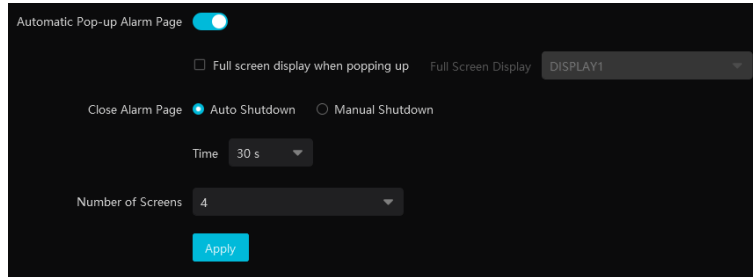 Automatic Pop-up Alarm Page
Full screen display when popping up Full Screen Display DISPLAY1
Close Alarm Page Auto Shutdown Manual Shutdown
Time 30 s
Number of Screens 4
Apply